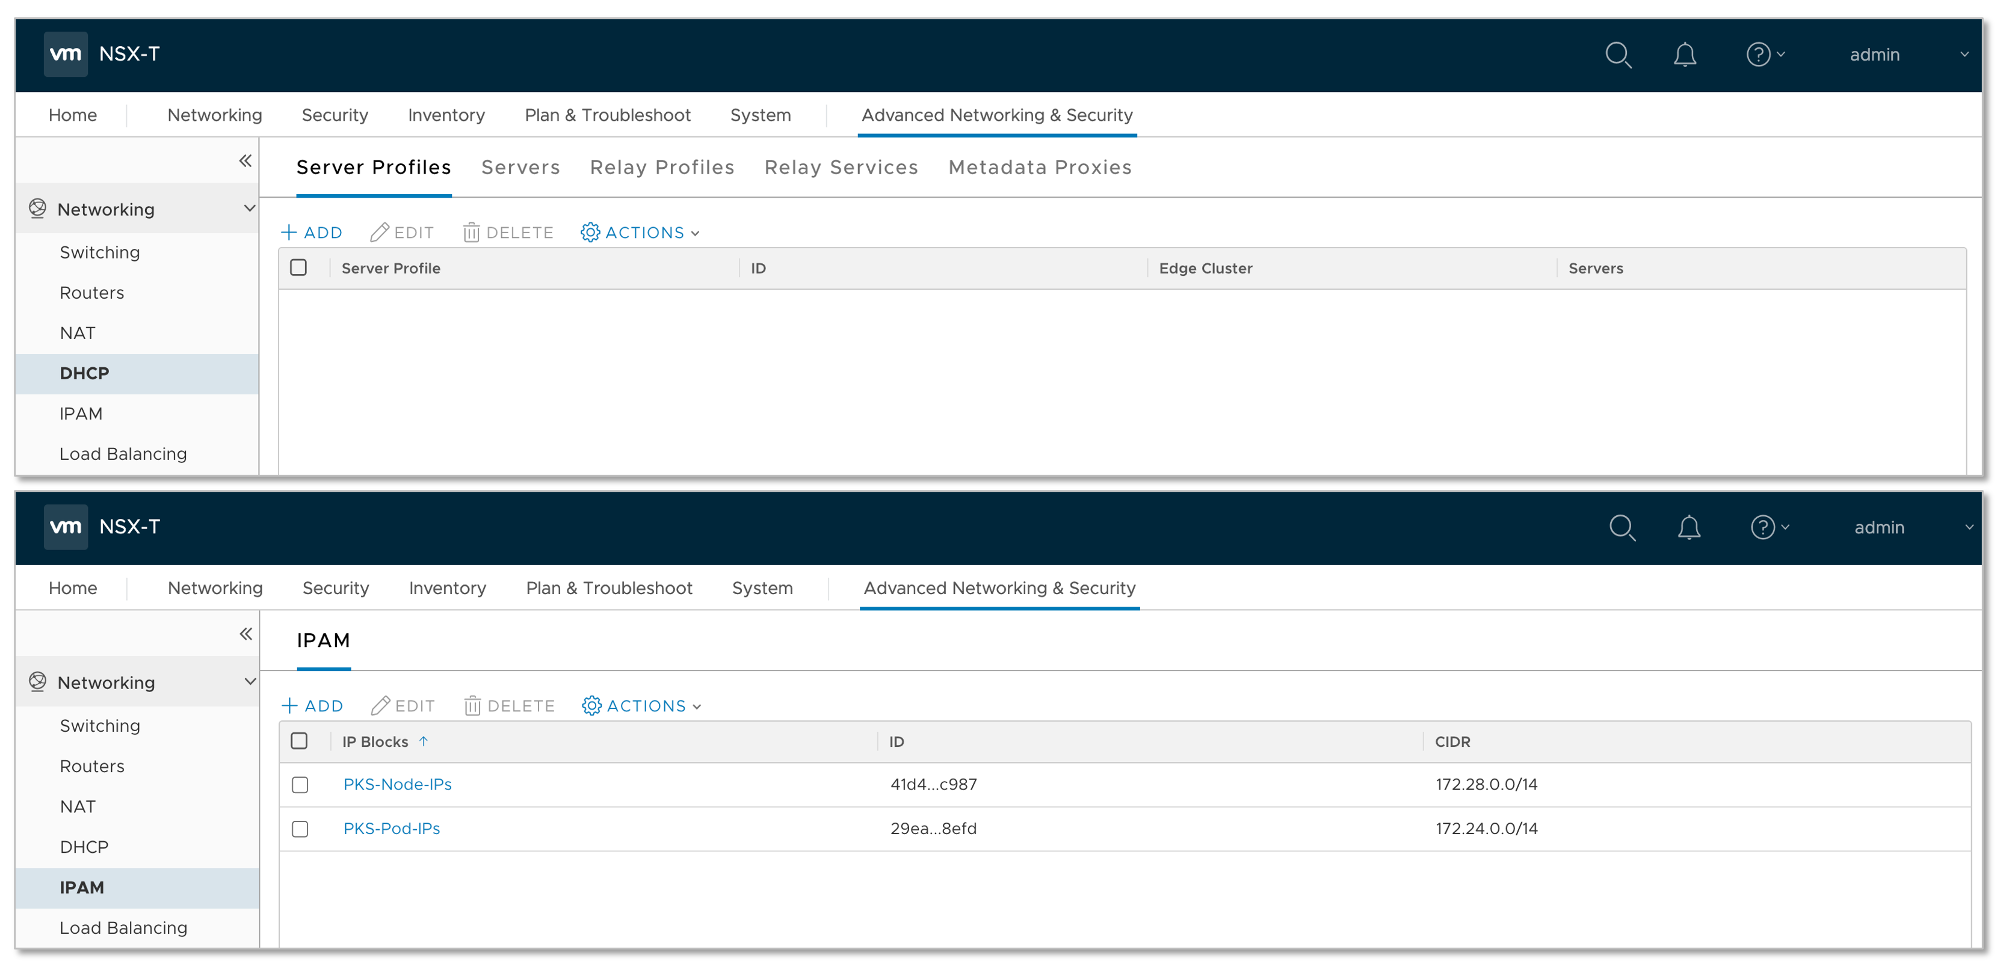 vm NSX-T ? admin
Home Networking Security Inventory Plan & Troubleshoot System Advanced Networking & Security
Server Profiles Servers Relay Profiles Relay Services Metadata Proxies
Networking
+ ADD EDIT DELETE ACTIONS
Switching
Server Profile ID Edge Cluster Servers
Routers
NAT
DHCP
IPAM
Load Balancing
vm NSX-T ? admin
Home Networking Security Inventory Plan & Troubleshoot System Advanced Networking & Security
IPAM
Networking
+ ADD EDIT DELETE ACTIONS
Switching
IP Blocks ↑ ID CIDR
Routers
PKS-Node-IPs 41d4...c987 172.28.0.0/14
NAT
PKS-Pod-IPs 29ea...8efd 172.24.0.0/14
DHCP
IPAM
Load Balancing